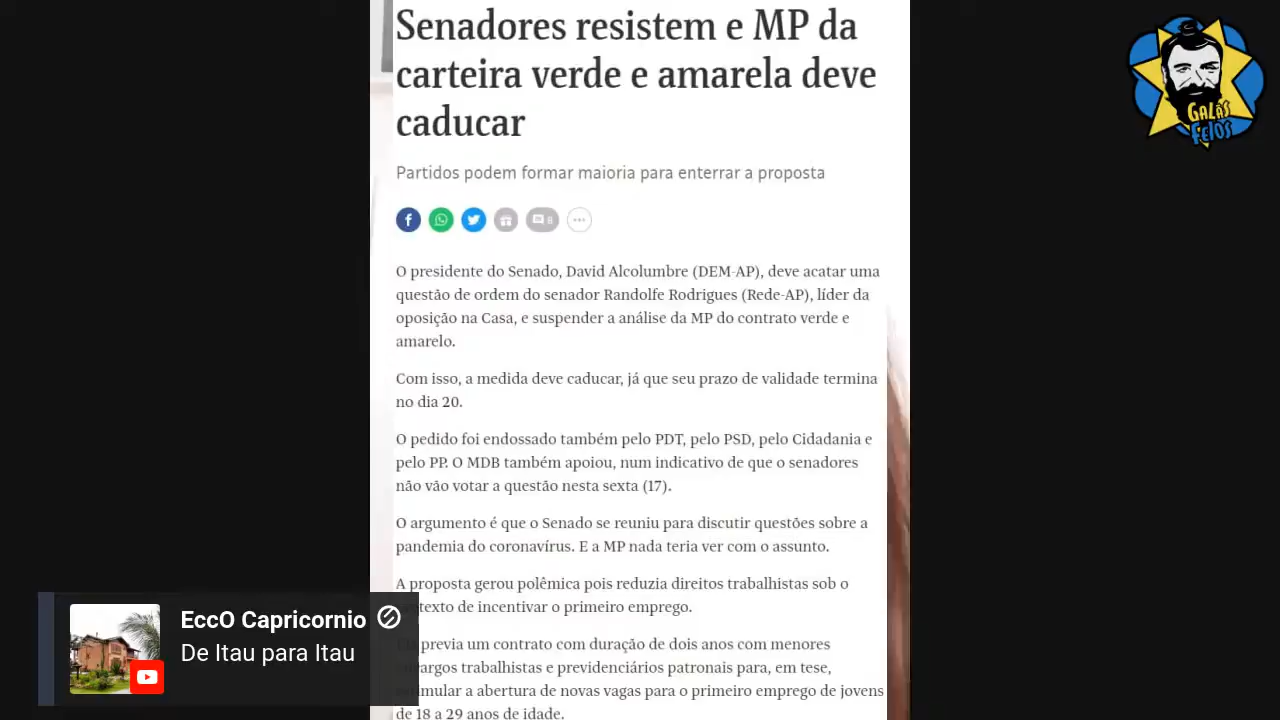 Senadores resistem e MP da
carteira verde e amarela deve
caducar
Partidos podem formar maioria para enterrar a proposta
8
O presidente do Senado, David Alcolumbre (DEM-AP), deve acatar uma
questão de ordem do senador Randolfe Rodrigues (Rede-AP), líder da
oposição na Casa, e suspender a análise da MP do contrato verde e
amarelo.
Com isso, a medida deve caducar, já que seu prazo de validade termina
no dia 20.
O pedido foi endossado também pelo PDT, pelo PSD, pelo Cidadania e
pelo PP. O MDB também apoiou, num indicativo de que o senadores
não vão votar a questão nesta sexta (17).
O argumento é que o Senado se reuniu para discutir questões sobre a
pandemia do coronavírus. E a MP nada teria ver com o assunto.
A proposta gerou polêmica pois reduzia direitos trabalhistas sob o
pretexto de incentivar o primeiro emprego.
Ela previa um contrato com duração de dois anos com menores
encargos trabalhistas e previdenciários patronais para, em tese,
estimular a abertura de novas vagas para o primeiro emprego de jovens
de 18 a 29 anos de idade.
EccO Capricornio
De Itau para Itau
GALãS
FEIOS